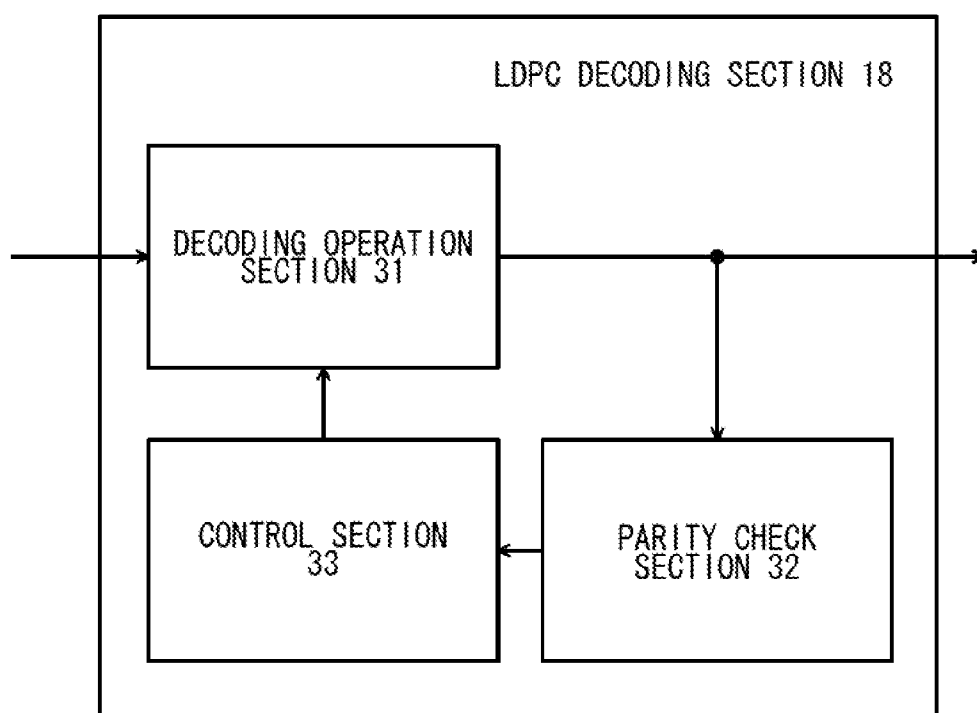 LDPC DECODING SECTION 18
DECODING OPERATION
SECTION 31
CONTROL SECTION
33
PARITY CHECK
SECTION 32